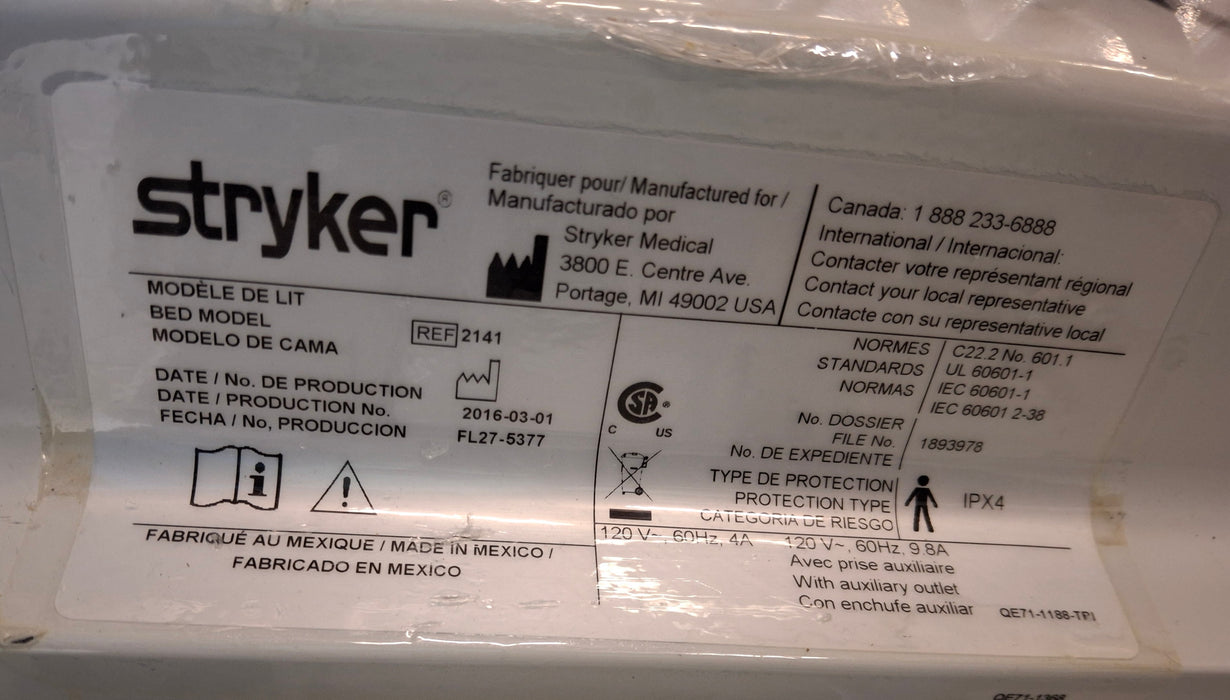 stryker®
Fabriquer pour/ Manufactured for /
Manufacturado por
Stryker Medical
3800 E. Centre Ave.
Portage, MI 49002 USA
Canada: 1 888 233-6888
International / Internacional:
Contacter votre représentant régional
Contact your local representative
Contacte con su representante local
MODÈLE DE LIT
BED MODEL
MODELO DE CAMA
REF 2141
DATE / No. DE PRODUCTION
DATE / PRODUCTION No.
FECHA / No, PRODUCCION
2016-03-01
FL27-5377
FABRIQUÉ AU MEXIQUE / MADE IN MEXICO /
FABRICADO EN MEXICO
NORMES
STANDARDS
NORMAS
C22.2 No. 601.1
UL 60601-1
IEC 60601-1
IEC 60601 2-38
CSA®
C US
No. DOSSIER
FILE No.
No. DE EXPEDIENTE
1893978
TYPE DE PROTECTION
PROTECTION TYPE
CATEGORIA DE RIESGO
IPX4
120 V~, 60Hz, 4A
120 V~, 60Hz, 9.8A
Avec prise auxiliaire
With auxiliary outlet
Con enchufe auxiliar
QE71-1188-TPI